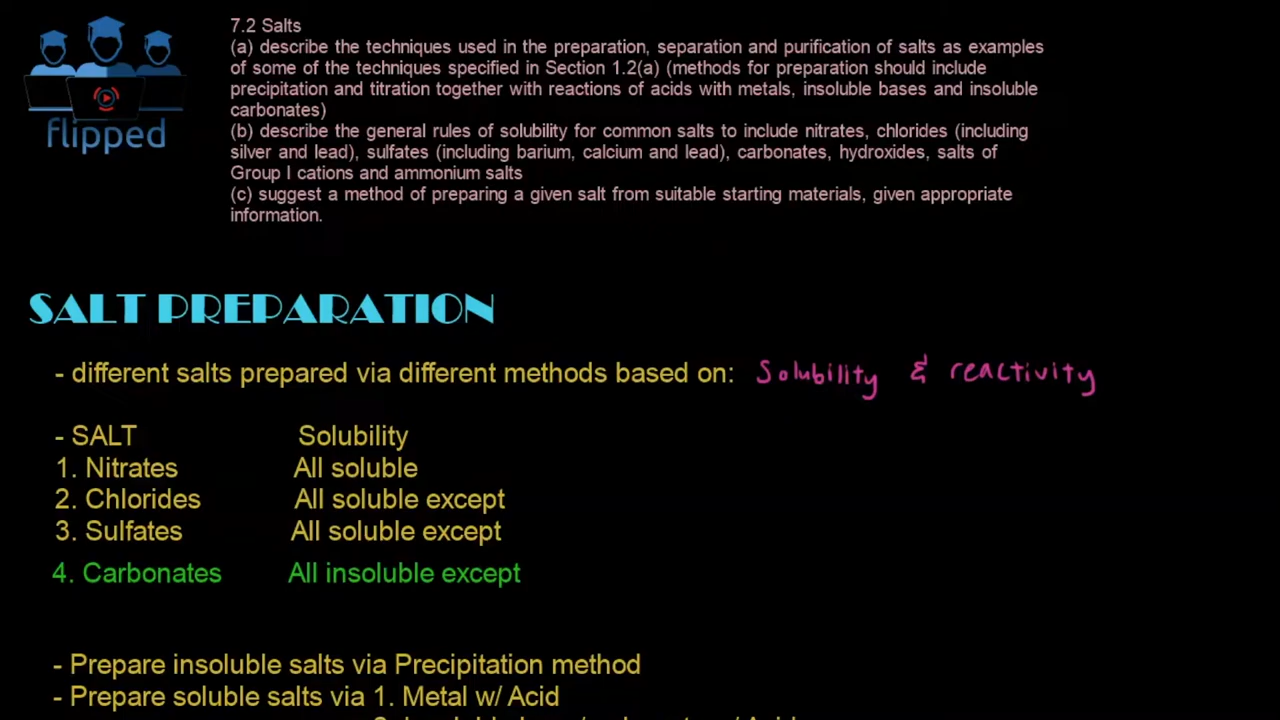 flipped
7.2 Salts
(a) describe the techniques used in the preparation, separation and purification of salts as examples
of some of the techniques specified in Section 1.2(a) (methods for preparation should include
precipitation and titration together with reactions of acids with metals, insoluble bases and insoluble
carbonates)
(b) describe the general rules of solubility for common salts to include nitrates, chlorides (including
silver and lead), sulfates (including barium, calcium and lead), carbonates, hydroxides, salts of
Group I cations and ammonium salts
(c) suggest a method of preparing a given salt from suitable starting materials, given appropriate
information.
SALT PREPARATION
- different salts prepared via different methods based on: Solubility & reactivity
- SALT Solubility
1. Nitrates All soluble
2. Chlorides All soluble except
3. Sulfates All soluble except
4. Carbonates All insoluble except
- Prepare insoluble salts via Precipitation method
- Prepare soluble salts via 1. Metal w/ Acid